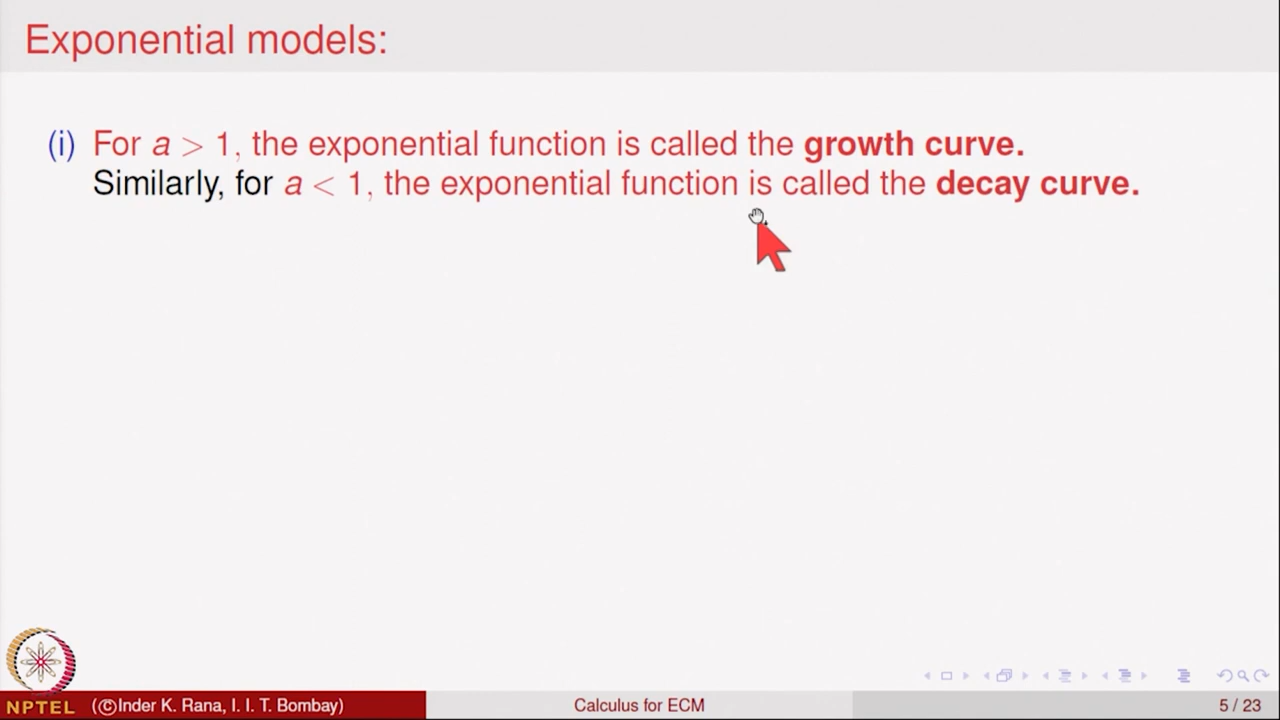 Exponential models:
(i) For a > 1, the exponential function is called the growth curve.
Similarly, for a < 1, the exponential function is called the decay curve.
NPTEL (©Inder K. Rana, I. I. T. Bombay) Calculus for ECM 5 / 23